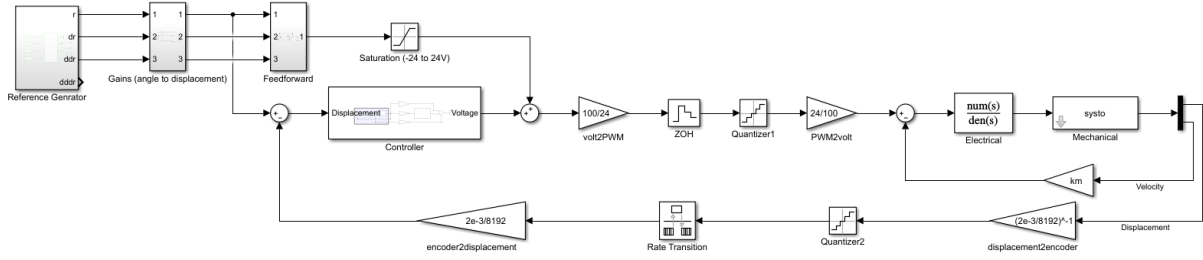 r
dr
ddr
dddr
Reference Genrator
1
2
3
1
2
3
Gains (angle to displacement)
1
2
3
1
Feedforward
Saturation (-24 to 24V)
Displacement
Voltage
Controller
100/24
volt2PWM
ZOH
Quantizer1
24/100
PWM2volt
num(s)
den(s)
Electrical
systo
Mechanical
km
Velocity
2e-3/8192
encoder2displacement
Rate Transition
Quantizer2
(2e-3/8192)^-1
displacement2encoder
Displacement